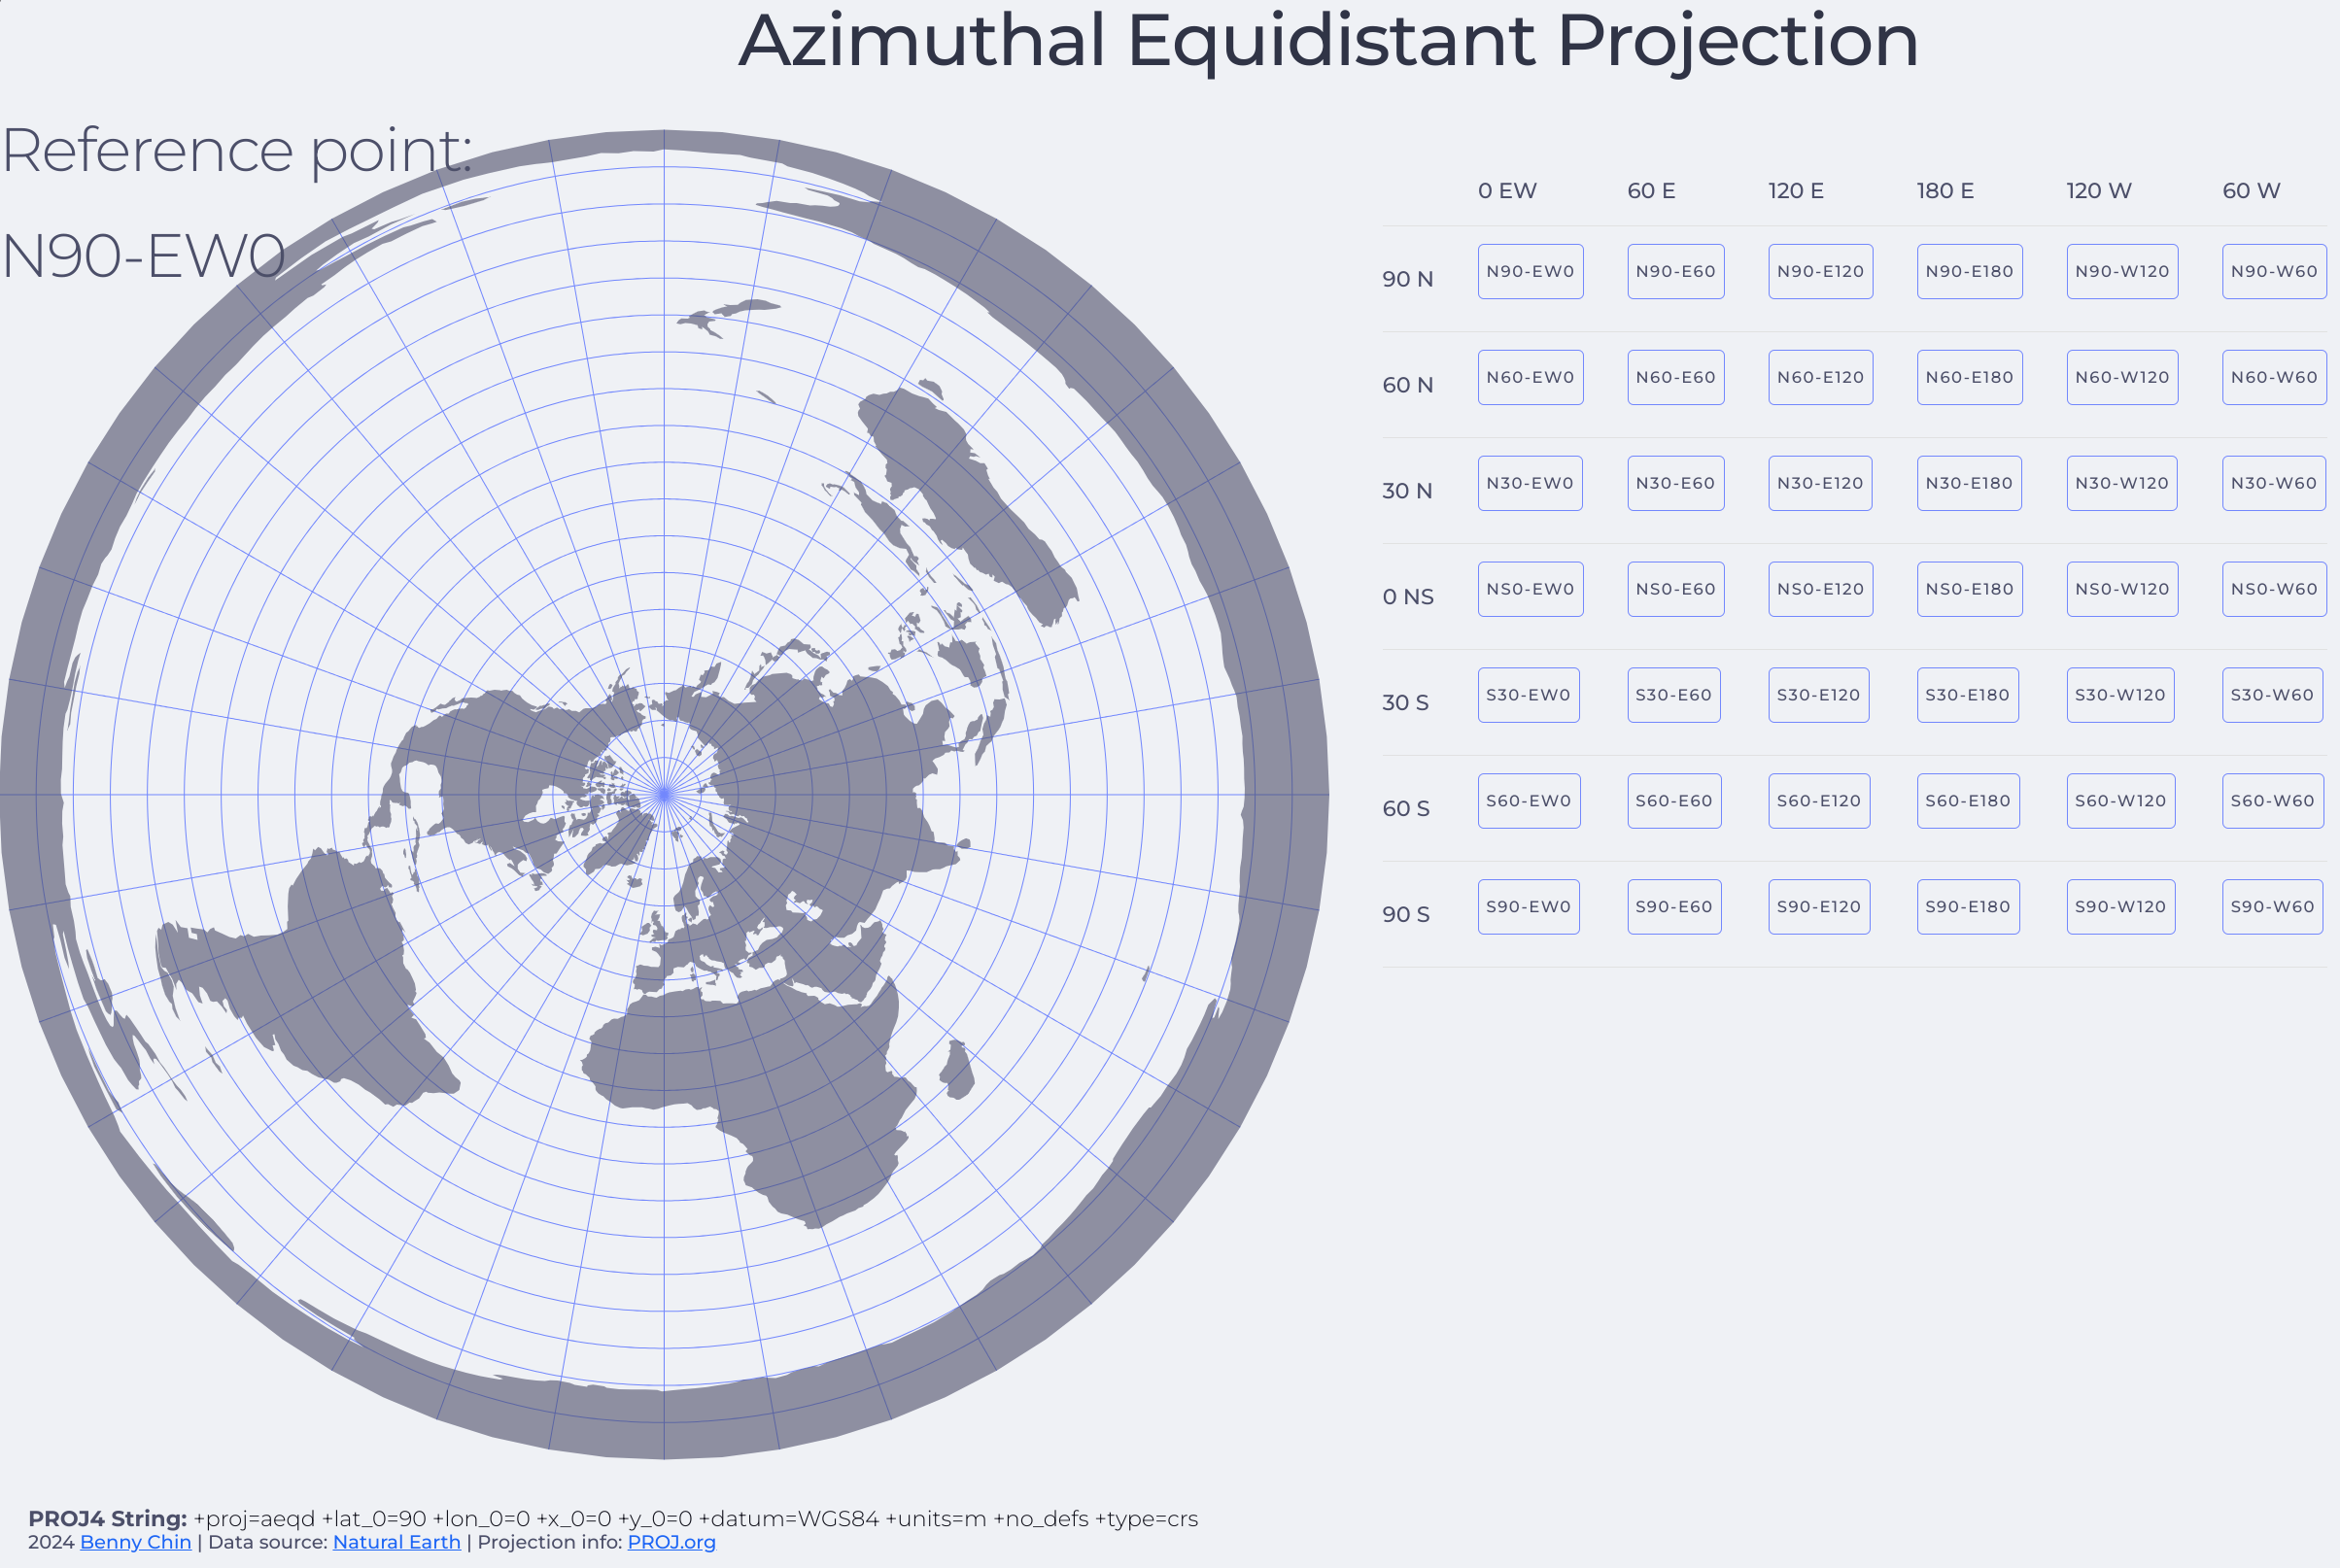 Azimuthal Equidistant Projection
Reference point:
N90-EW0
0 EW 60 E 120 E 180 E 120 W 60 W
90 N N90-EW0 N90-E60 N90-E120 N90-E180 N90-W120 N90-W60
60 N N60-EW0 N60-E60 N60-E120 N60-E180 N60-W120 N60-W60
30 N N30-EW0 N30-E60 N30-E120 N30-E180 N30-W120 N30-W60
0 NS NS0-EW0 NS0-E60 NS0-E120 NS0-E180 NS0-W120 NS0-W60
30 S S30-EW0 S30-E60 S30-E120 S30-E180 S30-W120 S30-W60
60 S S60-EW0 S60-E60 S60-E120 S60-E180 S60-W120 S60-W60
90 S S90-EW0 S90-E60 S90-E120 S90-E180 S90-W120 S90-W60
PROJ4 String: +proj=aeqd +lat_0=90 +lon_0=0 +x_0=0 +y_0=0 +datum=WGS84 +units=m +no_defs +type=crs
2024 Benny Chin | Data source: Natural Earth | Projection info: PROJ.org